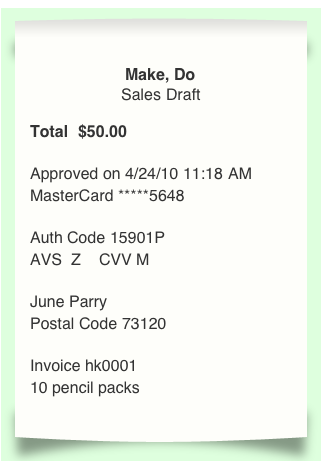 Make, Do
Sales Draft
Total $50.00
Approved on 4/24/10 11:18 AM
MasterCard *****5648
Auth Code 15901P
AVS Z CVV M
June Parry
Postal Code 73120
Invoice hk0001
10 pencil packs